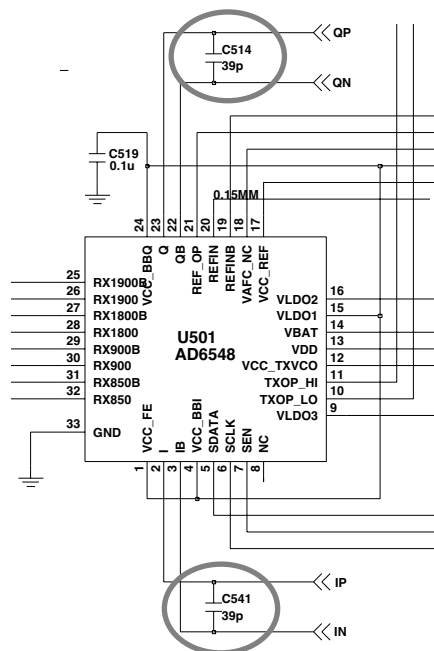 QP
C514
39p
QN
C519
0.1u
0.15MM
24
23
22
21
20
19
18
17
VCC_BBQ
Q
QB
REF_OP
REFIN
REFINB
VAFC_NC
VCC_REF
25 RX1900B
26 RX1900
27 RX1800B
28 RX1800
29 RX900B
30 RX900
31 RX850B
32 RX850
33 GND
U501
AD6548
VLDO2 16
VLDO1 15
VBAT 14
VDD 13
VCC_TXVCO 12
TXOP_HI 11
TXOP_LO 10
VLDO3 9
VCC_FE
I
IB
VCC_BBI
SDATA
SCLK
SEN
NC
1
2
3
4
5
6
7
8
IP
C541
39p
IN